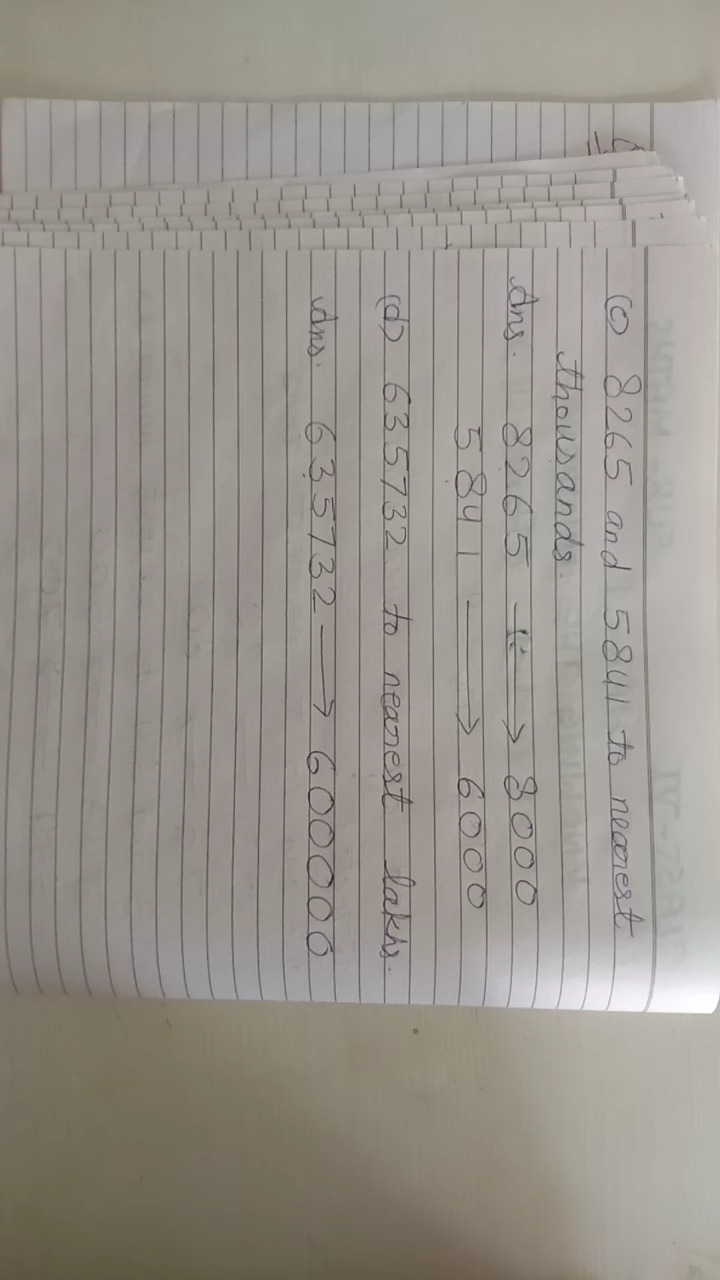 (c) 8265 and 5841 to nearest
thousands.
Ans. 8265 → 8000
5841 → 6000
(d) 635732 to nearest lakhs.
Ans. 635732 → 600000